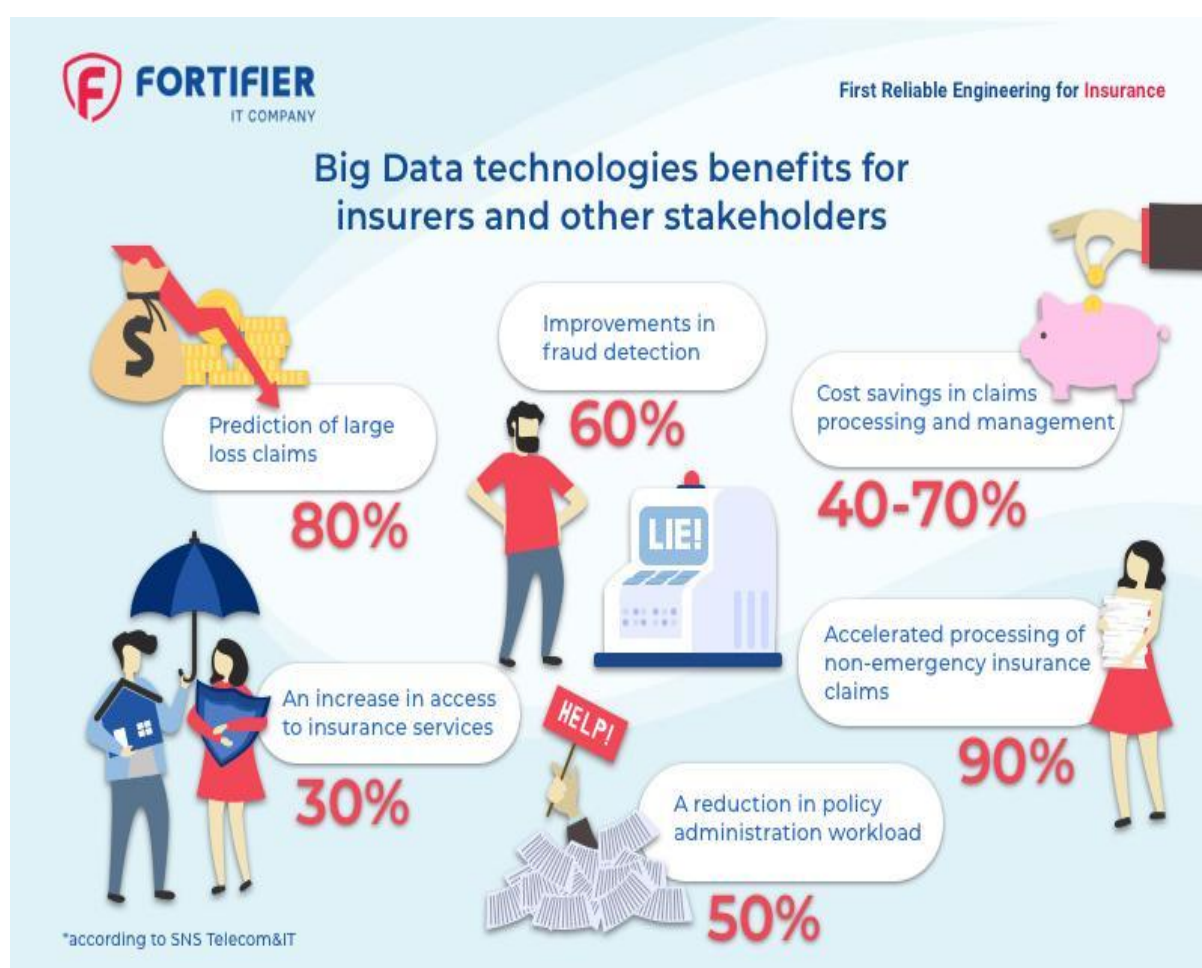 FORTIFIER
IT COMPANY
First Reliable Engineering for Insurance
Big Data technologies benefits for
insurers and other stakeholders
$
Prediction of large
loss claims
80%
Improvements in
fraud detection
60%
LIE!
Cost savings in claims
processing and management
40-70%
An increase in access
to insurance services
30%
HELP!
A reduction in policy
administration workload
50%
Accelerated processing of
non-emergency insurance
claims
90%
*according to SNS Telecom&IT